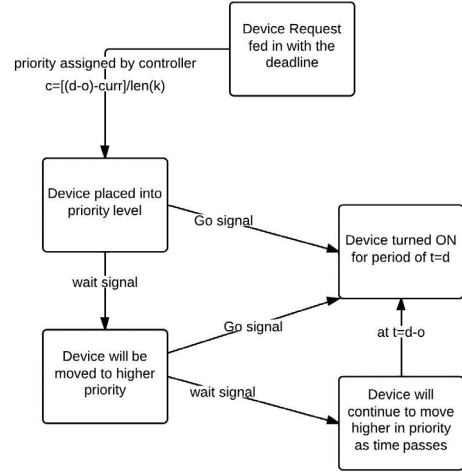 Device Request
fed in with the
deadline
priority assigned by controller
c=[(d-o)-curr]/len(k)
Device placed into
priority level
Go signal
Device turned ON
for period of t=d
wait signal
Go signal
at t=d-o
Device will be
moved to higher
priority
wait signal
Device will
continue to move
higher in priority
as time passes